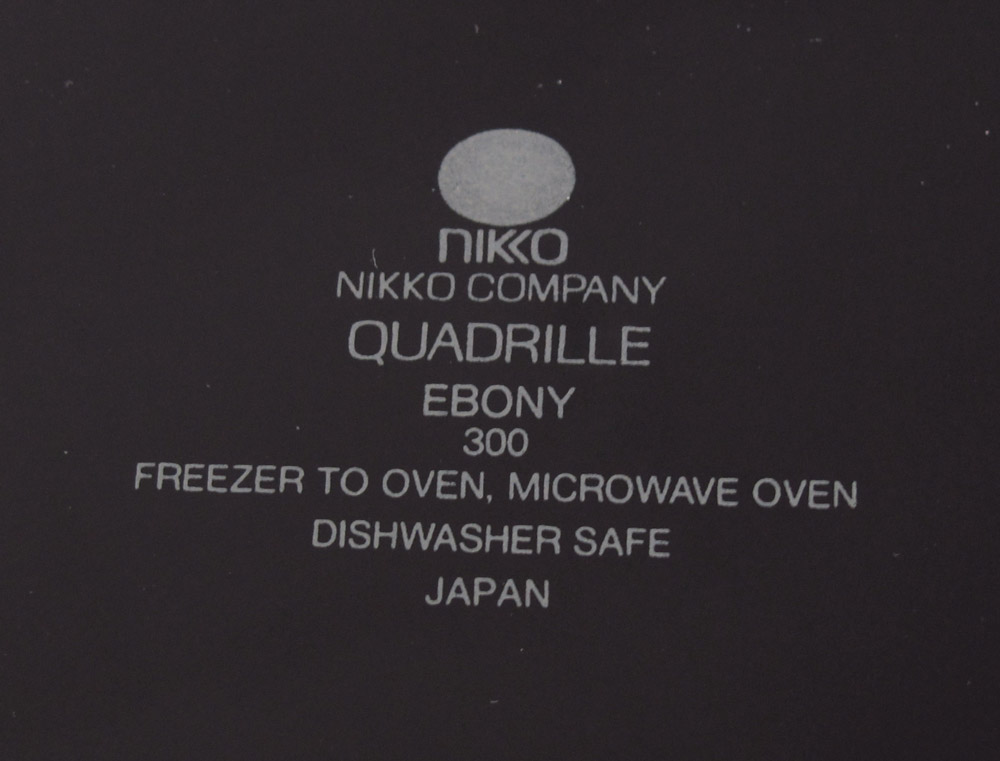 nikko
NIKKO COMPANY
QUADRILLE
EBONY
300
FREEZER TO OVEN, MICROWAVE OVEN
DISHWASHER SAFE
JAPAN